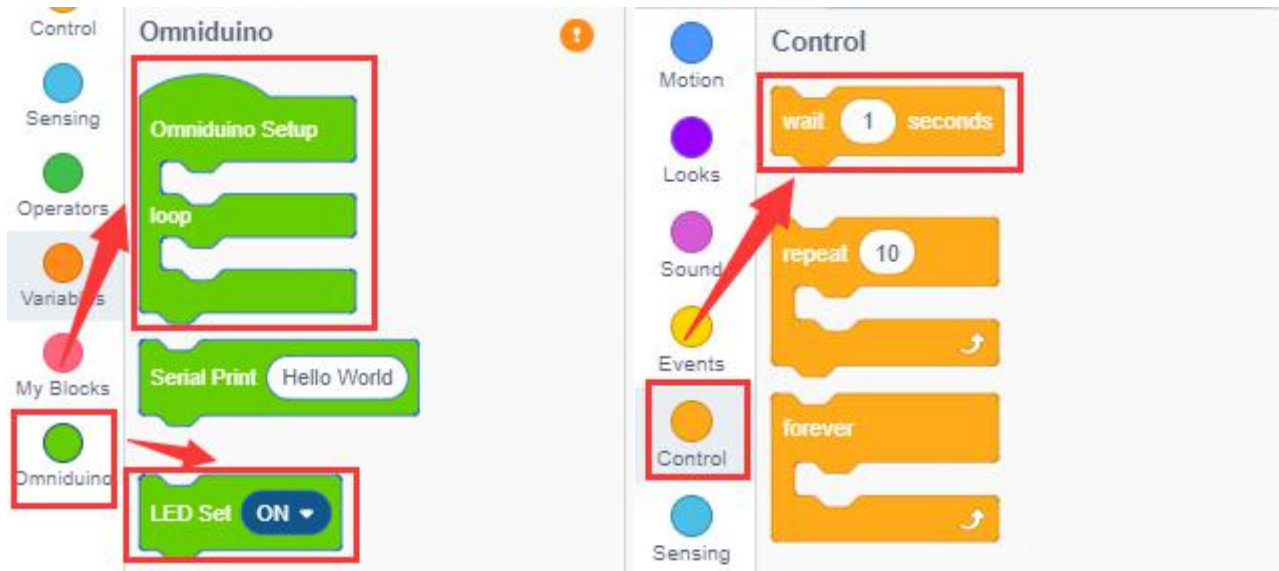 Control
Sensing
Operators
Variables
My Blocks
Omniduino
Omniduino
Omniduino Setup
loop
Serial Print Hello World
LED Set ON
Motion
Looks
Sound
Events
Control
Sensing
Control
wait 1 seconds
repeat 10
forever